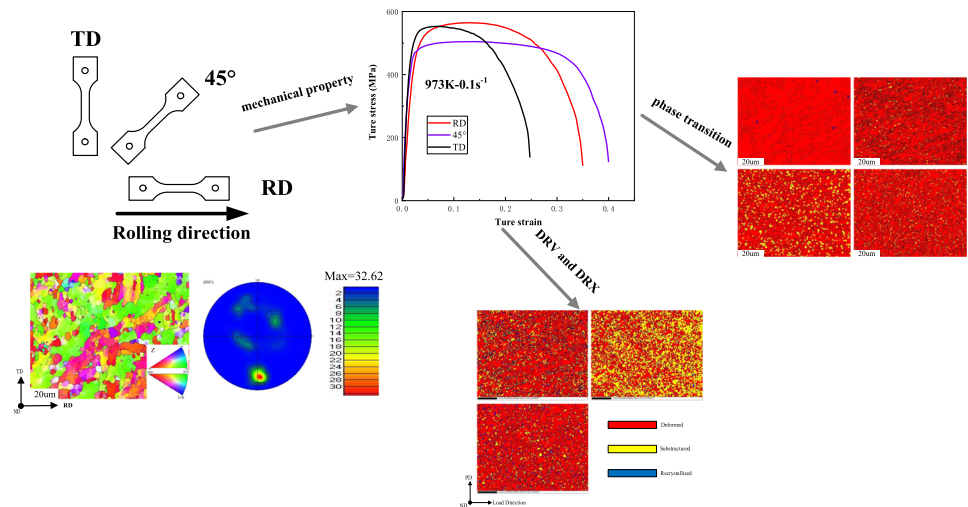 TD
45°
RD
Rolling direction
mechanical property
600
400
200
0
Ture stress (MPa)
973K-0.1s⁻¹
RD
45°
TD
0.0
0.1
0.2
0.3
0.4
Ture strain
phase transition
20um
20um
20um
20um
DRV and DRX
TD
ND
RD
20um
Z
Max=32.62
2
4
6
8
10
12
14
16
18
20
22
24
26
28
30
Deformed
Substructured
Recrystallized
PD
ND
Load Direction